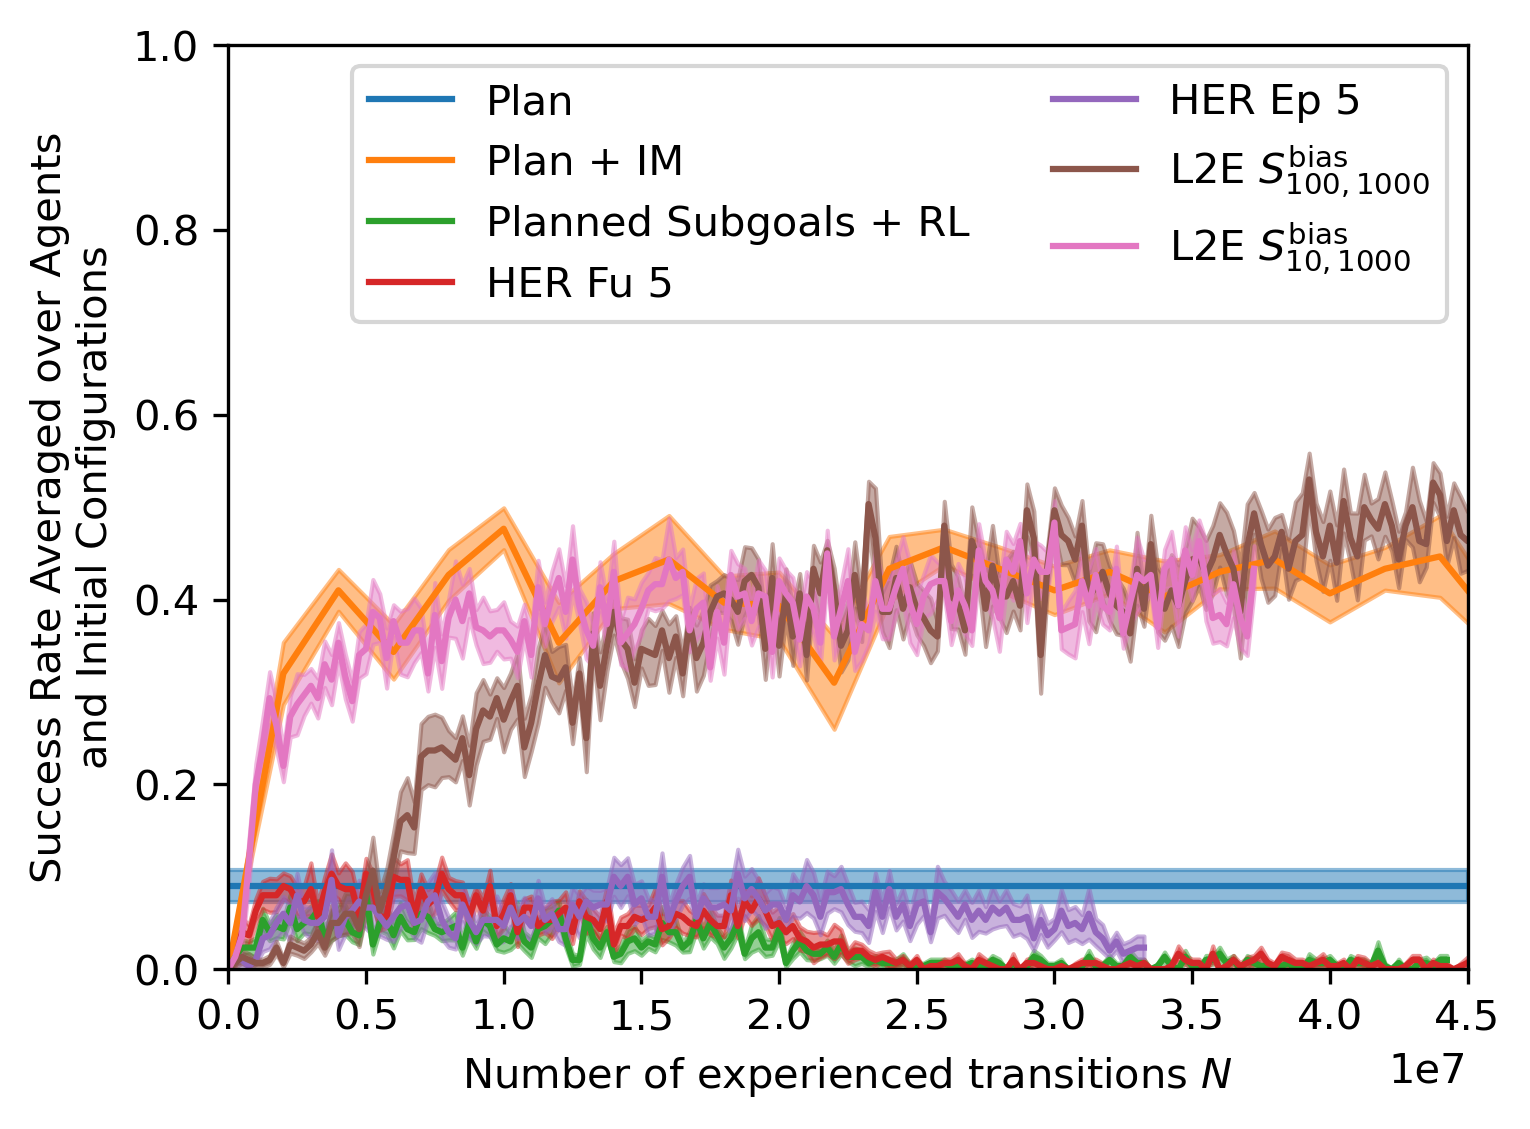 1.0
0.8
0.6
0.4
0.2
0.0
Success Rate Averaged over Agents
and Initial Configurations
Plan
Plan + IM
Planned Subgoals + RL
HER Fu 5
HER Ep 5
L2E S^bias_100,1000
L2E S^bias_10,1000
0.0 0.5 1.0 1.5 2.0 2.5 3.0 3.5 4.0 4.5
1e7
Number of experienced transitions N